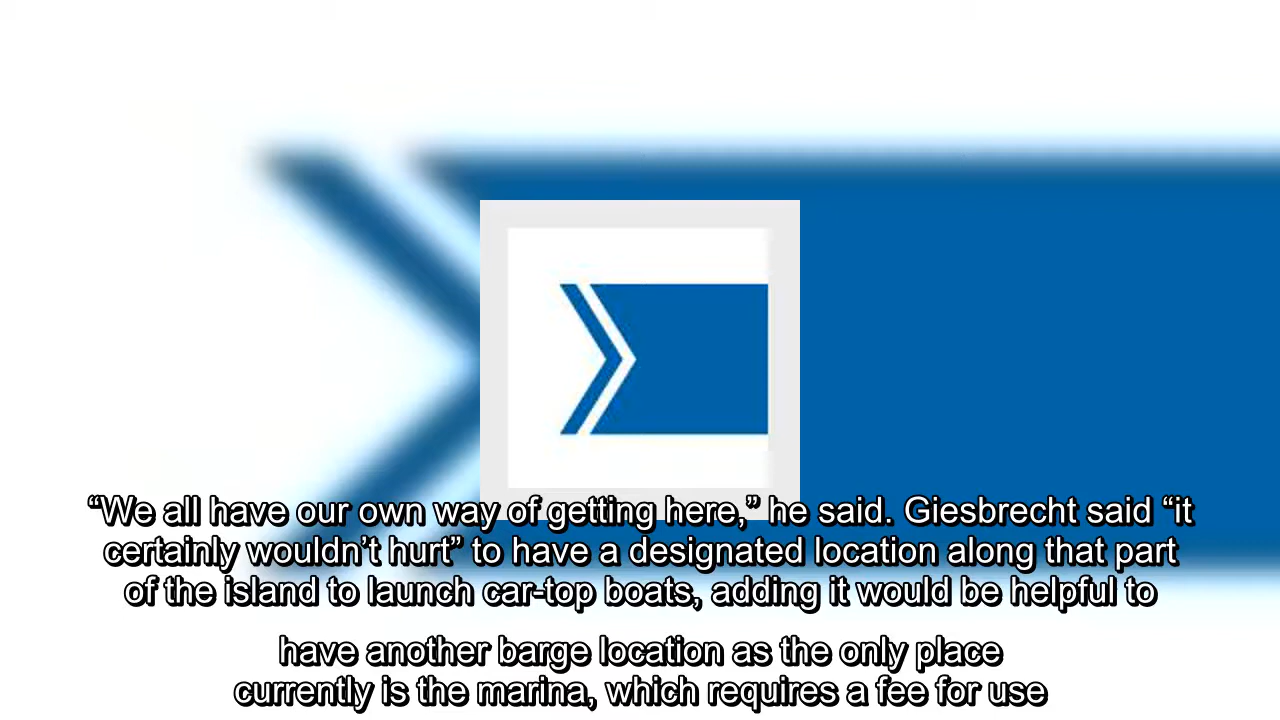 “We all have our own way of getting here,” he said. Giesbrecht said “it
certainly wouldn’t hurt” to have a designated location along that part
of the island to launch car-top boats, adding it would be helpful to
have another barge location as the only place
currently is the marina, which requires a fee for use